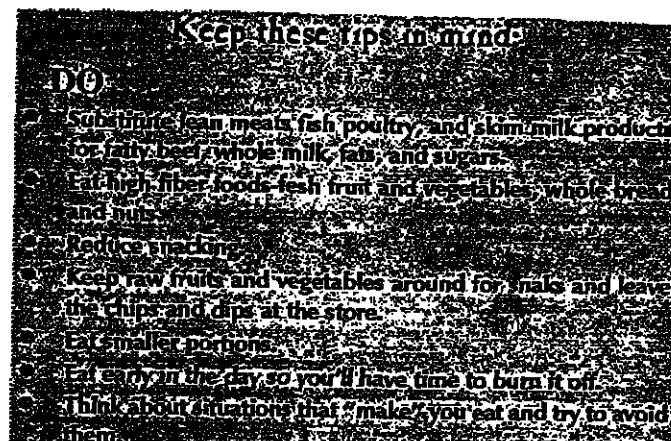 Keep these tips in mind:
DO
• Substitute lean meats, fish poultry, and skim milk product
for fatty beef, whole milk, fats, and sugars.
• Eat high-fiber foods-fesh fruit and vegetables, whole brea
and nuts.
• Reduce snacking.
• Keep raw fruits and vegetables around for snaks and leave
the chips and dips at the store.
• Eat smaller portions.
• Eat early in the day so you'll have time to burn it off.
• Think about situations that "make" you eat and try to avoid
them.